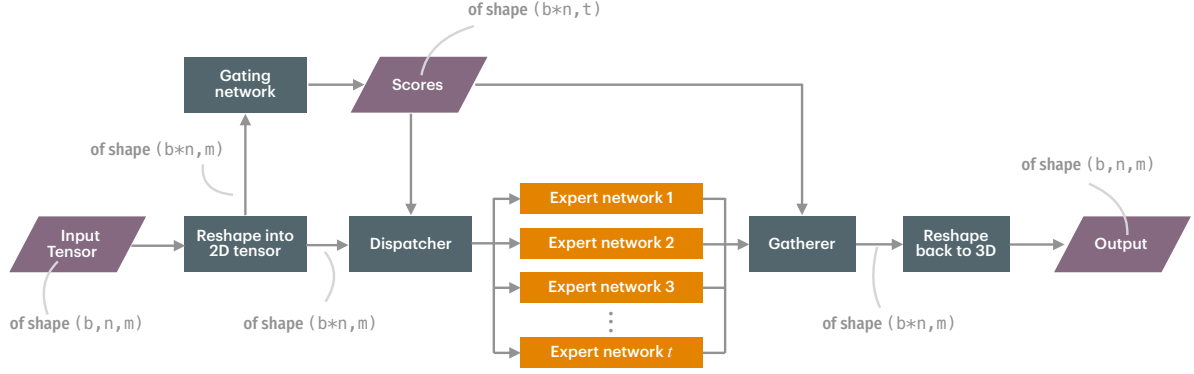 of shape (b*n,t)
Gating
network
Scores
of shape (b*n,m)
of shape (b,n,m)
Input
Tensor
Reshape into
2D tensor
Dispatcher
Expert network 1
Expert network 2
Expert network 3
Expert network t
Gatherer
Reshape
back to 3D
Output
of shape (b,n,m)
of shape (b*n,m)
of shape (b*n,m)